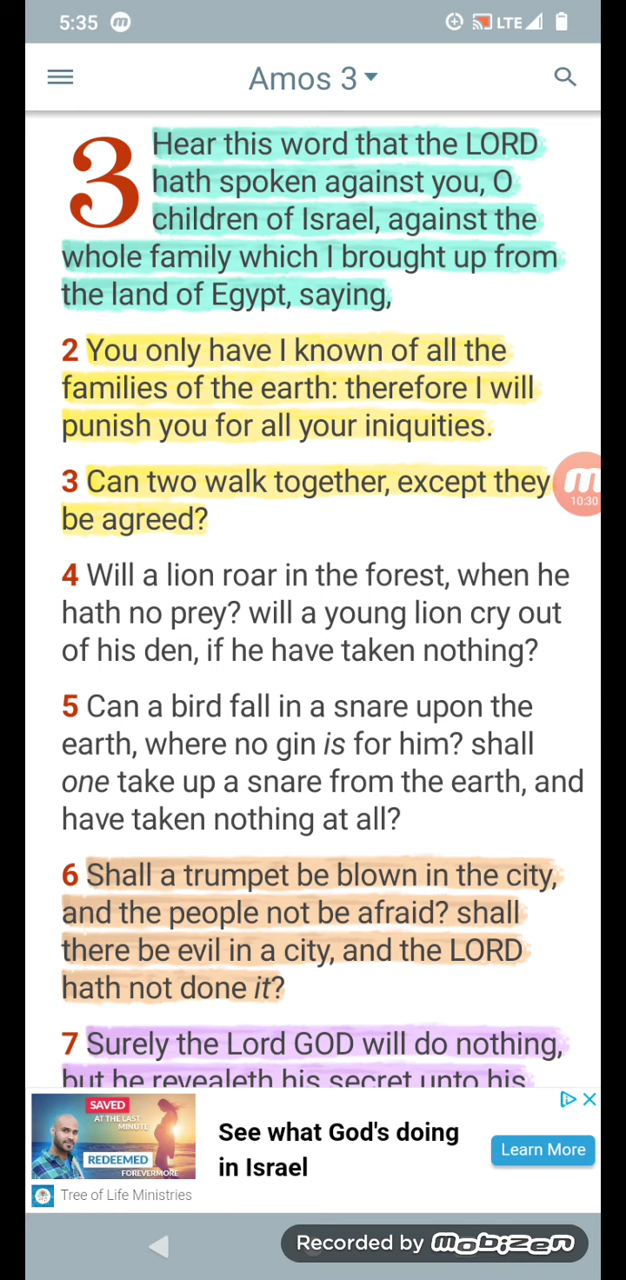 5:35 m LTE
Amos 3
3 Hear this word that the LORD
hath spoken against you, O
children of Israel, against the
whole family which I brought up from
the land of Egypt, saying,
2 You only have I known of all the
families of the earth: therefore I will
punish you for all your iniquities.
3 Can two walk together, except they
be agreed?
m
10:30
4 Will a lion roar in the forest, when he
hath no prey? will a young lion cry out
of his den, if he have taken nothing?
5 Can a bird fall in a snare upon the
earth, where no gin is for him? shall
one take up a snare from the earth, and
have taken nothing at all?
6 Shall a trumpet be blown in the city,
and the people not be afraid? shall
there be evil in a city, and the LORD
hath not done it?
7 Surely the Lord GOD will do nothing,
but he revealeth his secret unto his
SAVED
AT THE LAST
MINUTE
REDEEMED
FOREVERMORE
See what God's doing
in Israel
Learn More
Tree of Life Ministries
Recorded by mobizen